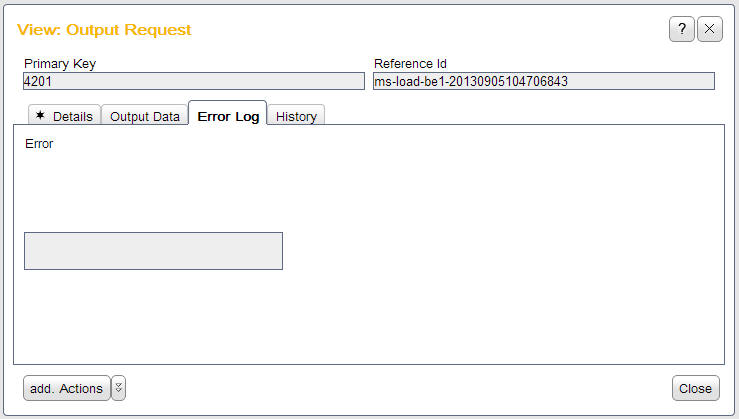 View: Output Request
?
Primary Key
Reference Id
4201
ms-load-be1-20130905104706843
✶ Details
Output Data
Error Log
History
Error
add. Actions
Close